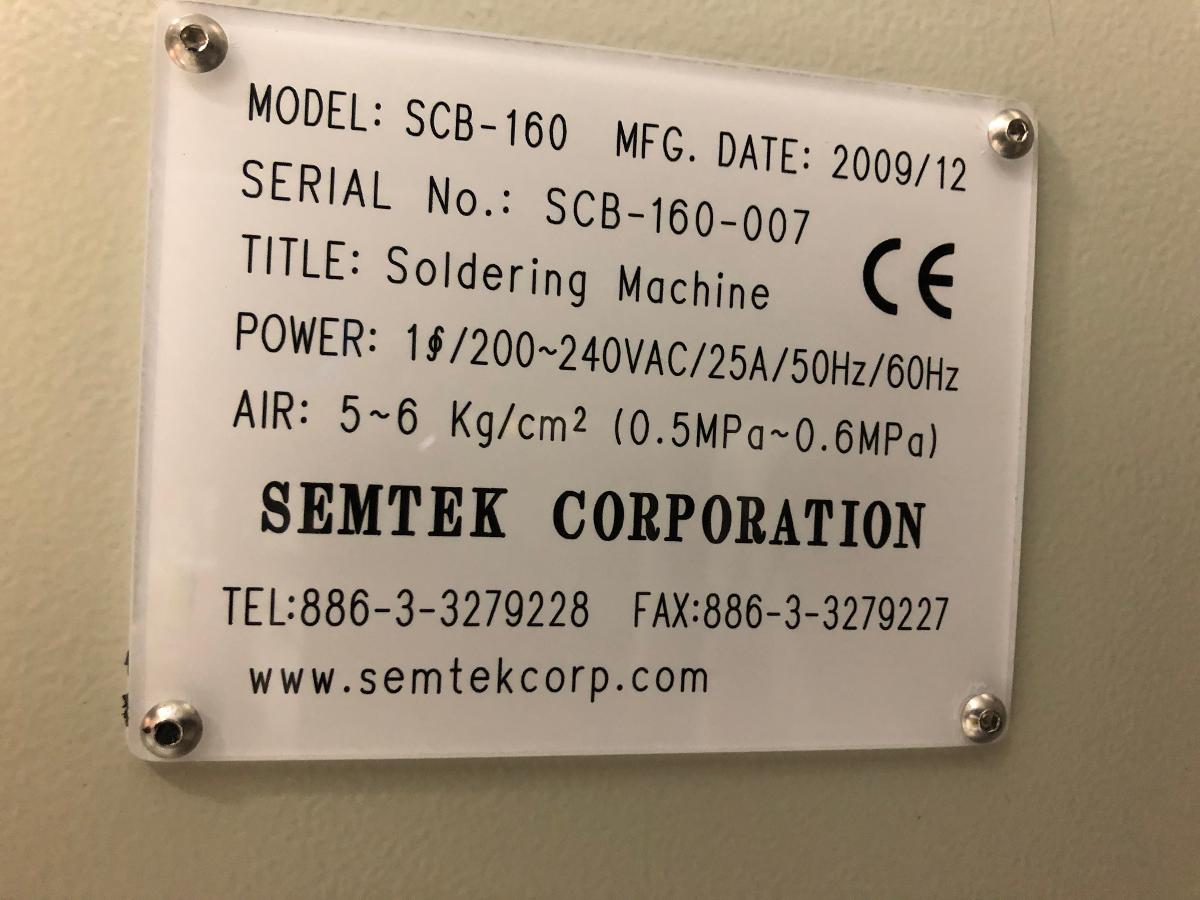 MODEL: SCB-160 MFG. DATE: 2009/12
SERIAL No.: SCB-160-007
TITLE: Soldering Machine
CE
POWER: 1∮/200~240VAC/25A/50Hz/60Hz
AIR: 5~6 Kg/cm² (0.5MPa~0.6MPa)
SEMTEK CORPORATION
TEL:886-3-3279228 FAX:886-3-3279227
www.semtekcorp.com